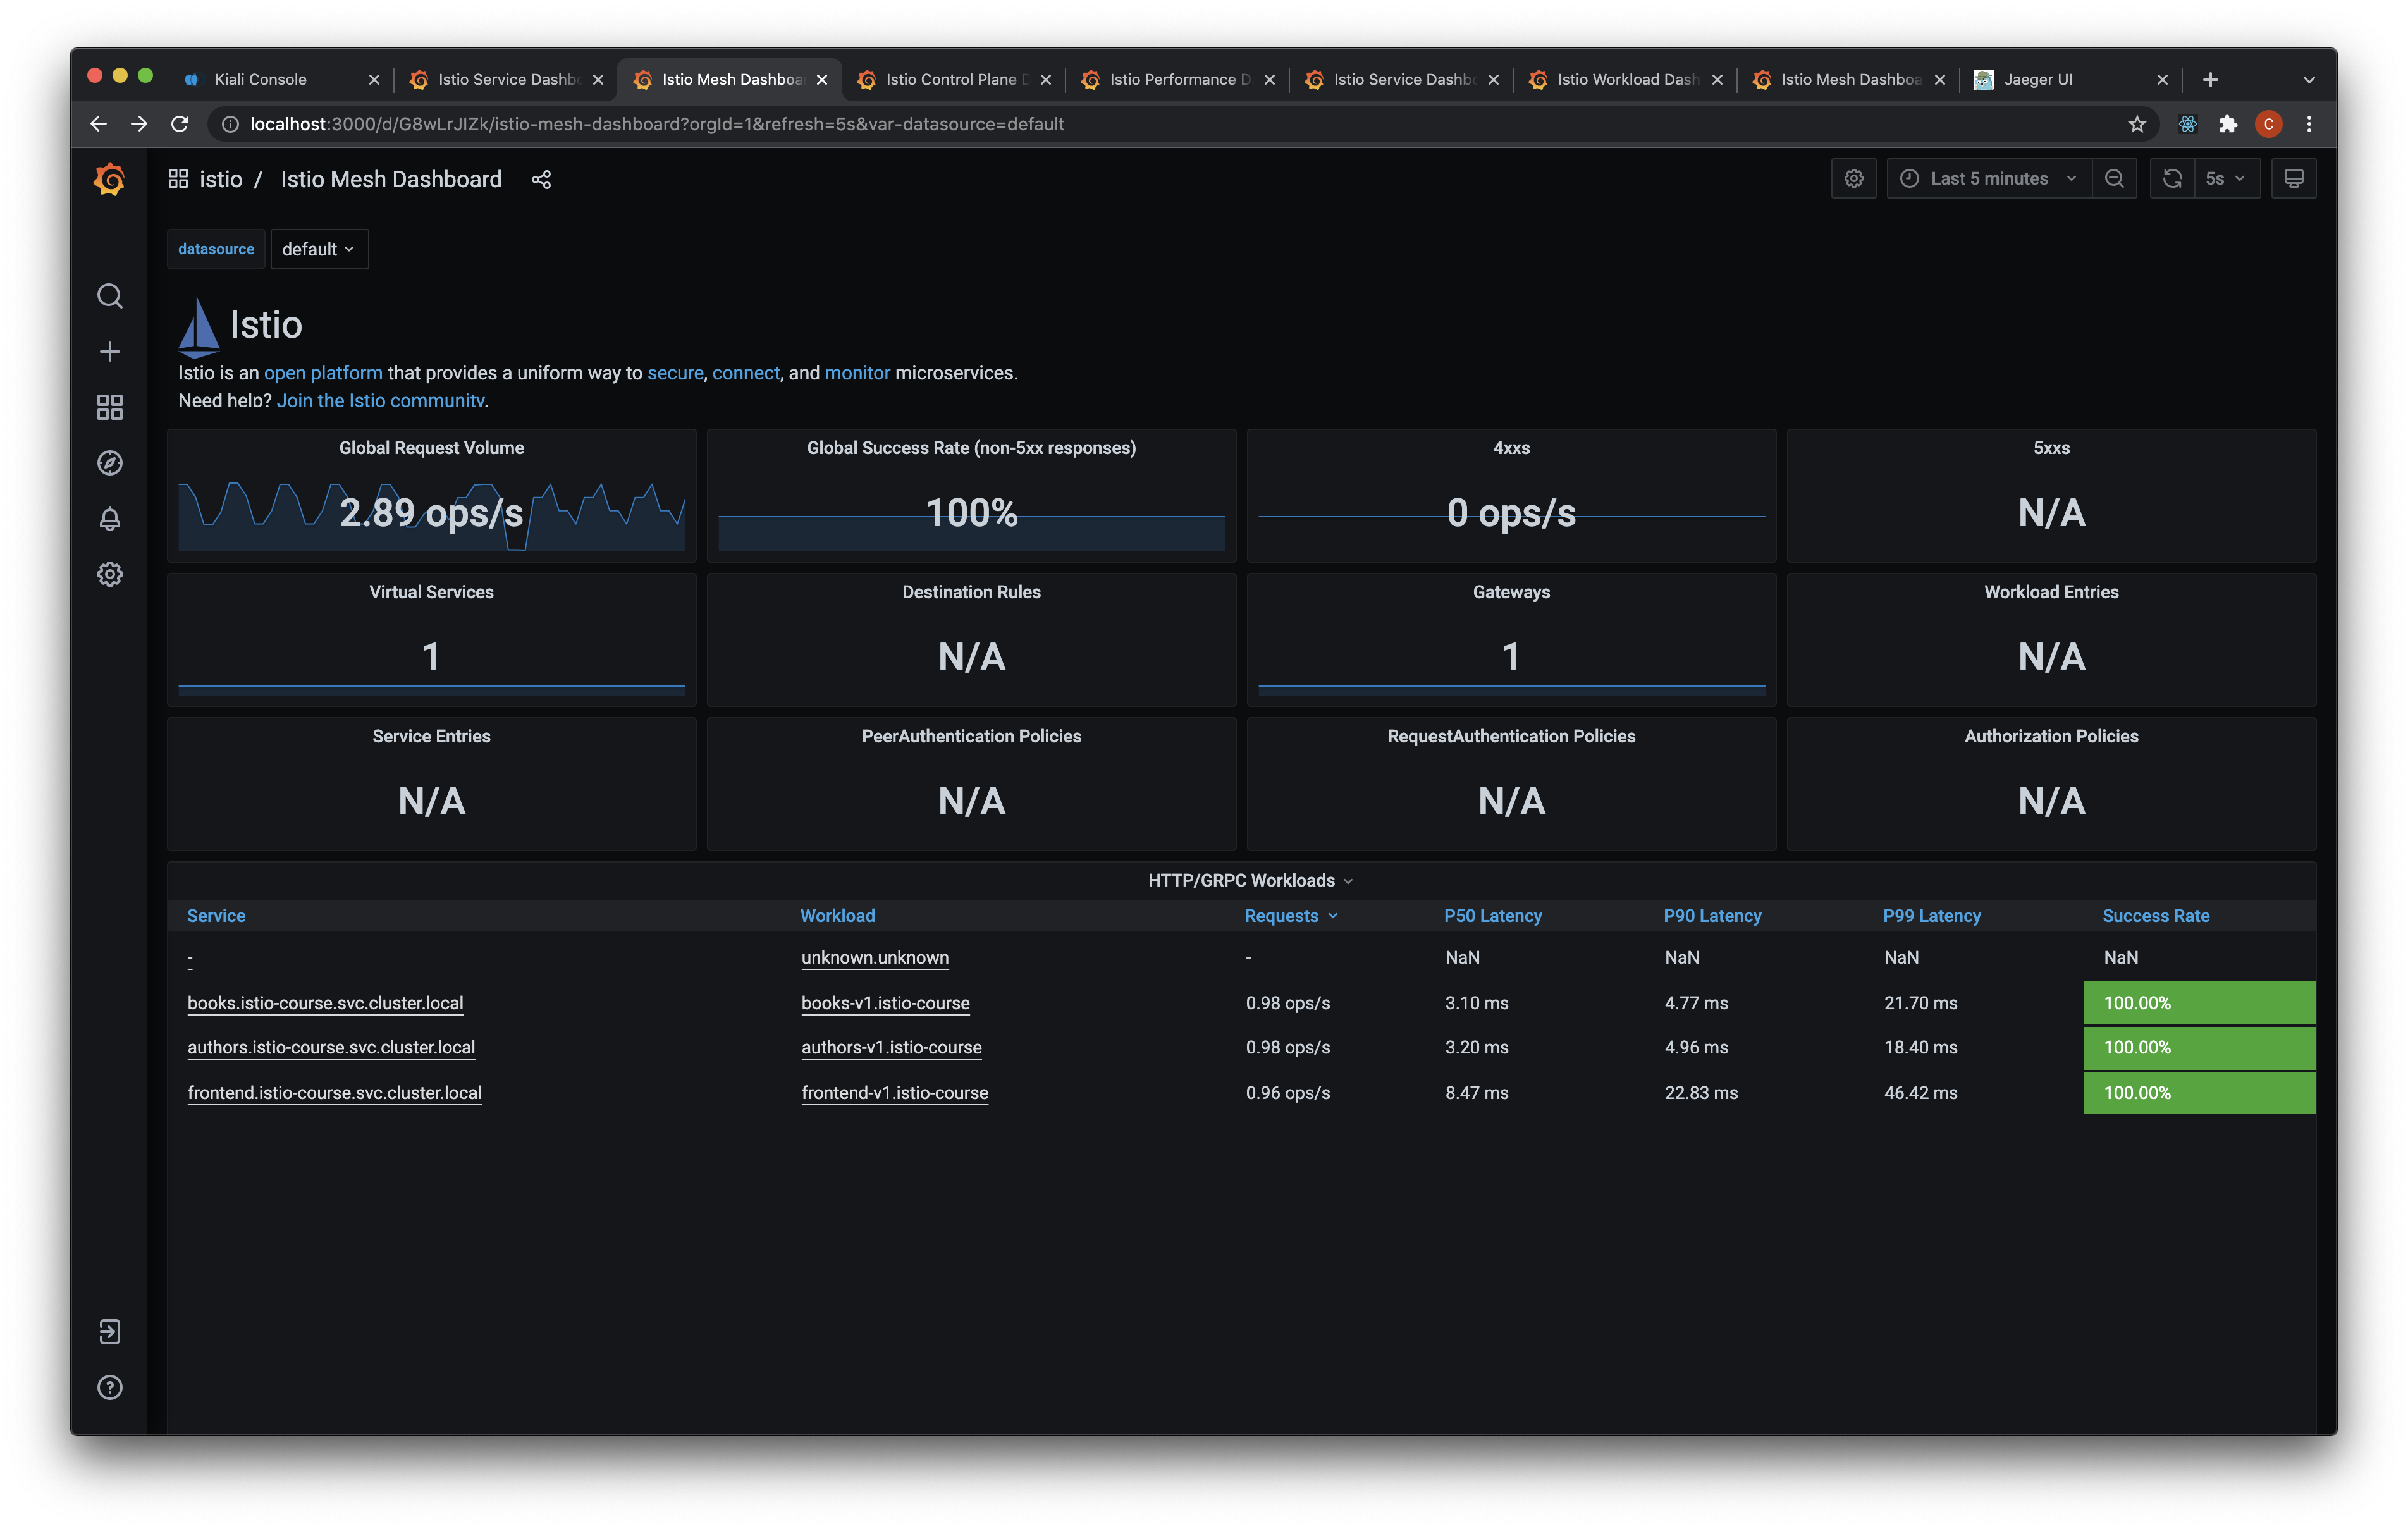 Kiali Console
Istio Service Dashb
Istio Mesh Dashboa
Istio Control Plane D
Istio Performance D
Istio Service Dashb
Istio Workload Dash
Istio Mesh Dashboa
Jaeger UI
localhost:3000/d/G8wLrJIZk/istio-mesh-dashboard?orgId=1&refresh=5s&var-datasource=default
C
istio / Istio Mesh Dashboard
Last 5 minutes
5s
datasource default
Istio
Istio is an open platform that provides a uniform way to secure, connect, and monitor microservices.
Need help? Join the Istio community.
Global Request Volume
2.89 ops/s
Global Success Rate (non-5xx responses)
100%
4xxs
0 ops/s
5xxs
N/A
Virtual Services
1
Destination Rules
N/A
Gateways
1
Workload Entries
N/A
Service Entries
N/A
PeerAuthentication Policies
N/A
RequestAuthentication Policies
N/A
Authorization Policies
N/A
HTTP/GRPC Workloads
Service Workload Requests P50 Latency P90 Latency P99 Latency Success Rate
- unknown.unknown - NaN NaN NaN NaN
books.istio-course.svc.cluster.local books-v1.istio-course 0.98 ops/s 3.10 ms 4.77 ms 21.70 ms 100.00%
authors.istio-course.svc.cluster.local authors-v1.istio-course 0.98 ops/s 3.20 ms 4.96 ms 18.40 ms 100.00%
frontend.istio-course.svc.cluster.local frontend-v1.istio-course 0.96 ops/s 8.47 ms 22.83 ms 46.42 ms 100.00%